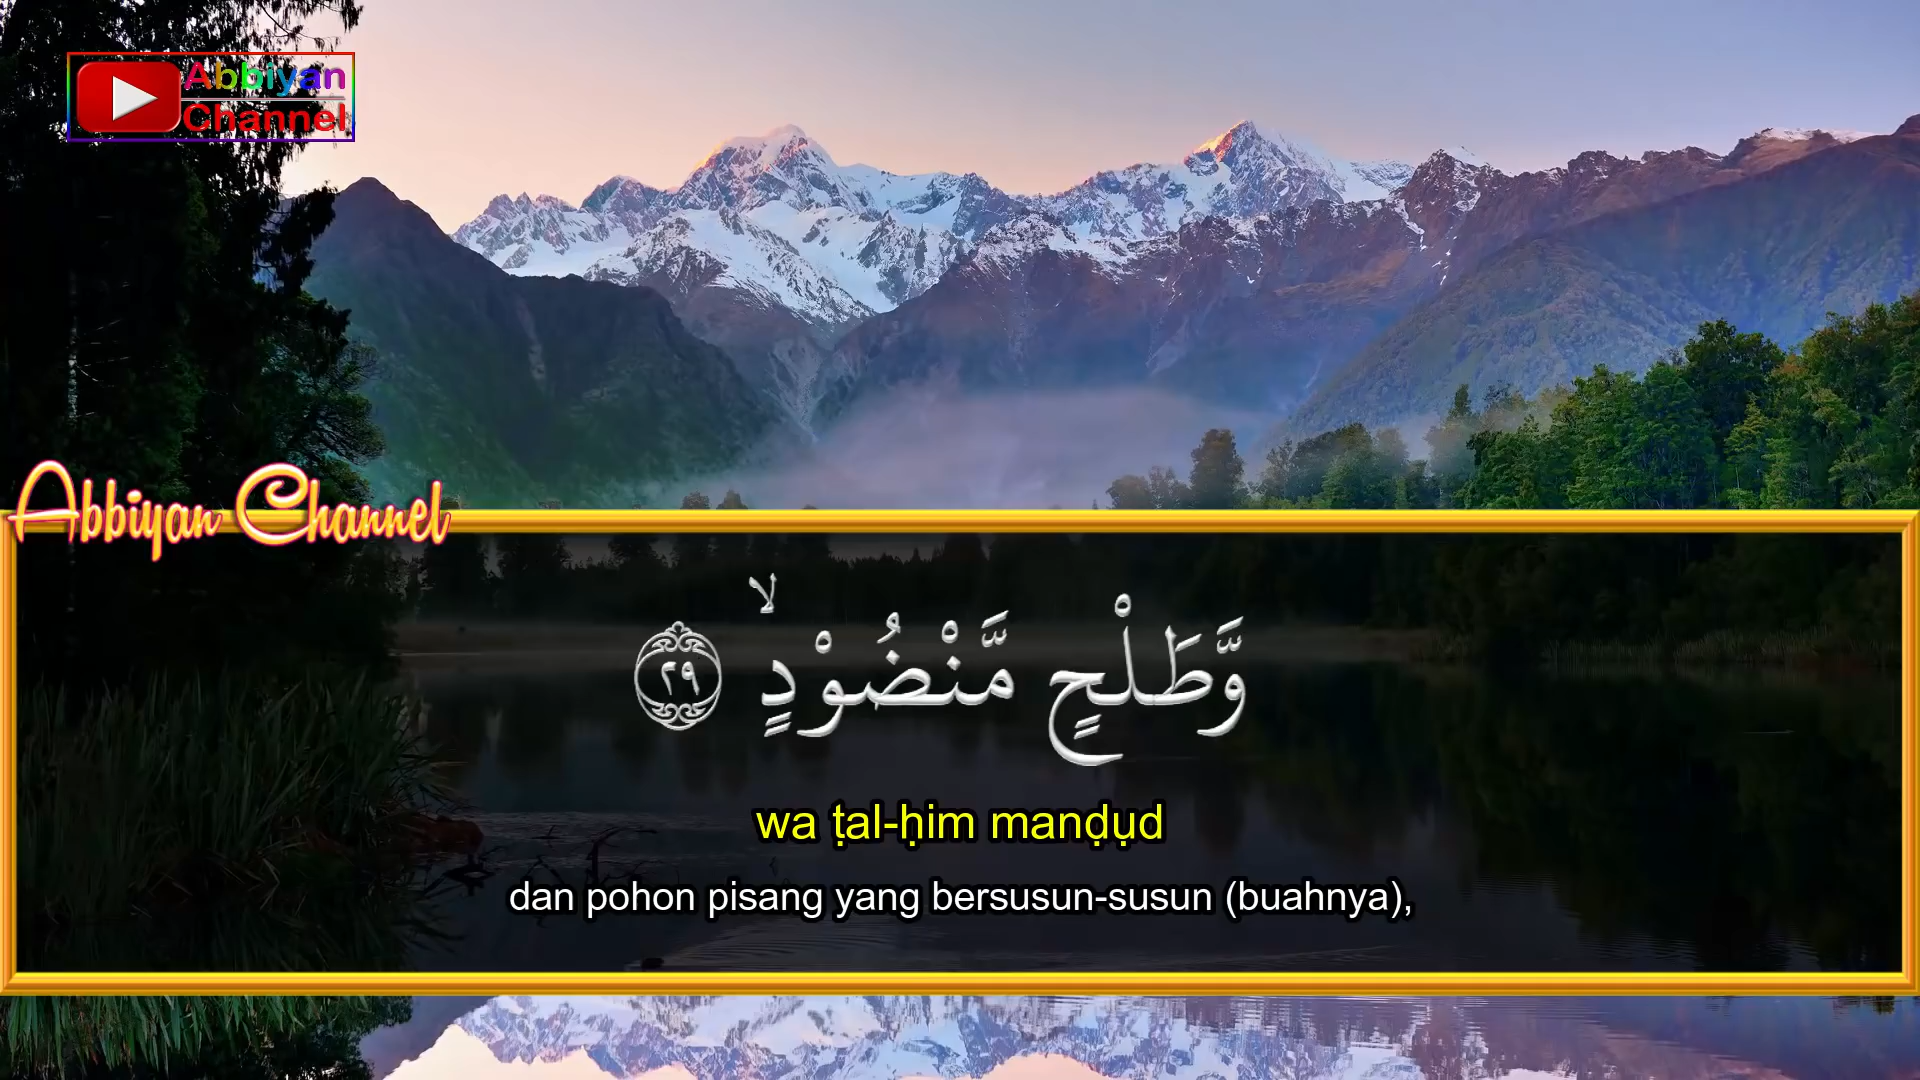 Abbiyan
Channel
Abbiyan Channel
وَّطَلْحٍ مَّنْضُوْدٍۙ ۝٢٩
wa ṭal-ḥim manḍụd
dan pohon pisang yang bersusun-susun (buahnya),